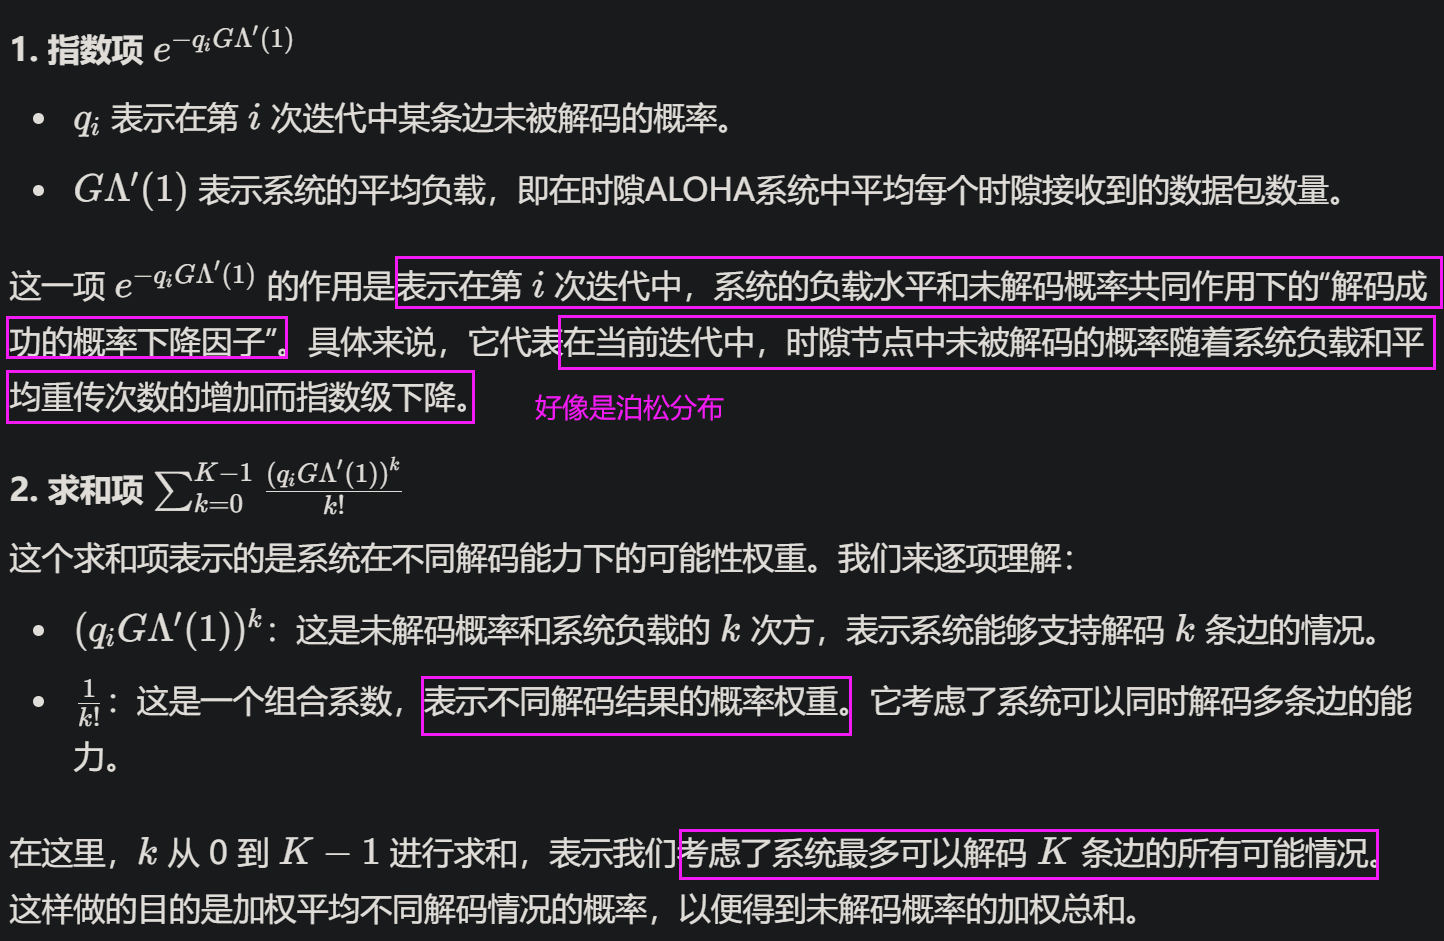 1. 指数项 e^{-q_iGΛ′(1)}
• q_i 表示在第 i 次迭代中某条边未被解码的概率。
• GΛ′(1) 表示系统的平均负载，即在时隙ALOHA系统中平均每个时隙接收到的数据包数量。
这一项 e^{-q_iGΛ′(1)} 的作用是表示在第 i 次迭代中，系统的负载水平和未解码概率共同作用下的“解码成
功的概率下降因子”。具体来说，它代表在当前迭代中，时隙节点中未被解码的概率随着系统负载和平
均重传次数的增加而指数级下降。 好像是泊松分布
2. 求和项 ∑_{k=0}^{K-1} \frac{(q_iGΛ′(1))^k}{k!}
这个求和项表示的是系统在不同解码能力下的可能性权重。我们来逐项理解：
• (q_iGΛ′(1))^k：这是未解码概率和系统负载的 k 次方，表示系统能够支持解码 k 条边的情况。
• \frac{1}{k!}：这是一个组合系数，表示不同解码结果的概率权重。它考虑了系统可以同时解码多条边的能
力。
在这里，k 从 0 到 K − 1 进行求和，表示我们考虑了系统最多可以解码 K 条边的所有可能情况。
这样做的目的是加权平均不同解码情况的概率，以便得到未解码概率的加权总和。